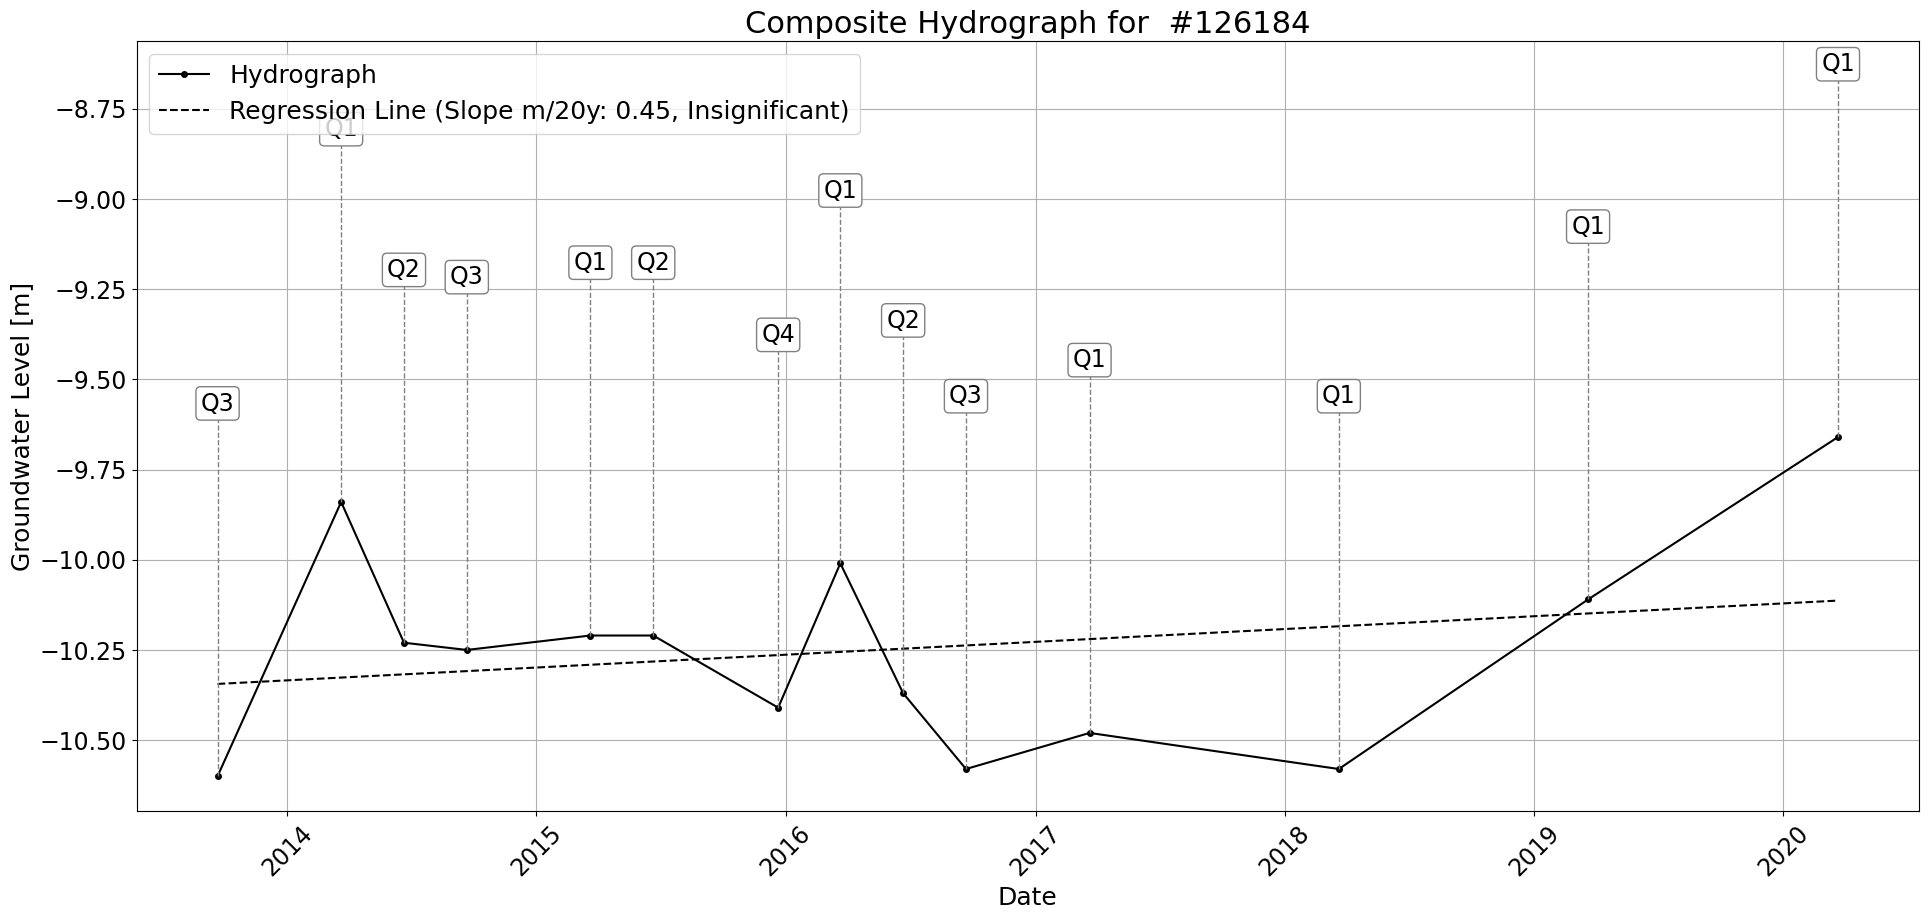 Composite Hydrograph for  #126184
Hydrograph
Regression Line (Slope m/20y: 0.45, Insignificant)
Q1
Q1
Q1
Q1
Q2
Q3
Q1
Q2
Q4
Q2
Q1
Q3
Q3
Q1
−8.75
−9.00
−9.25
−9.50
−9.75
−10.00
−10.25
−10.50
Groundwater Level [m]
2014
2015
2016
2017
2018
2019
2020
Date